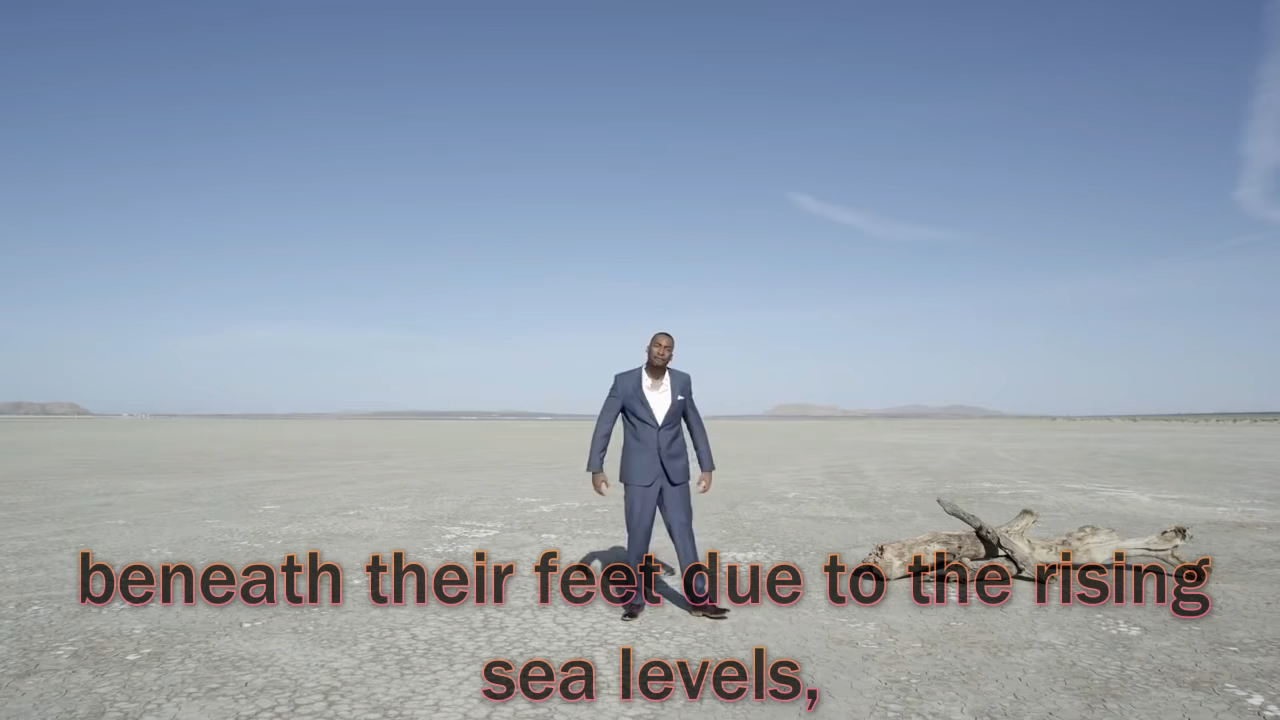 beneath their feet due to the rising
sea levels,